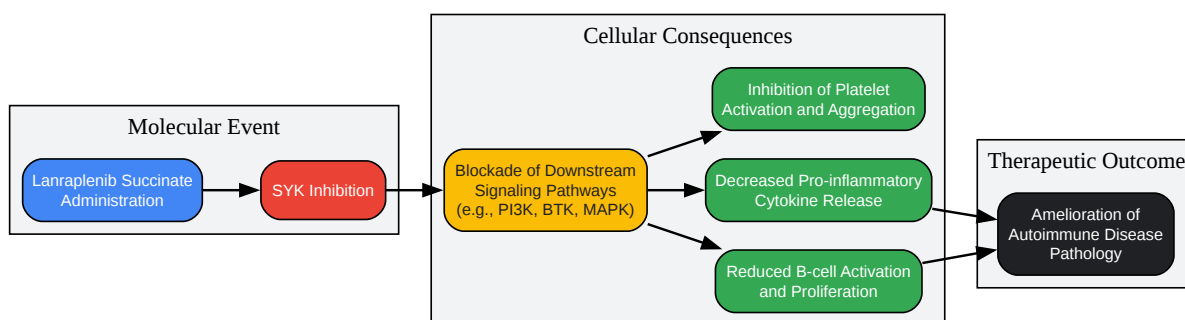 Molecular Event
Lanraplenib Succinate
Administration
SYK Inhibition
Cellular Consequences
Blockade of Downstream
Signaling Pathways
(e.g., PI3K, BTK, MAPK)
Inhibition of Platelet
Activation and Aggregation
Decreased Pro-inflammatory
Cytokine Release
Reduced B-cell Activation
and Proliferation
Therapeutic Outcome
Amelioration of
Autoimmune Disease
Pathology